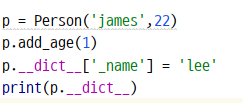 p = Person('james',22)
p.add_age(1)
p.__dict__['_name'] = 'lee'
print(p.__dict__)